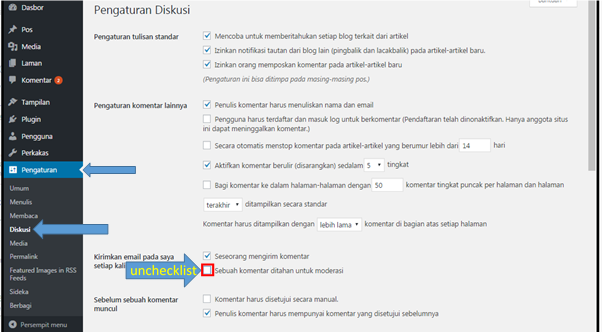 Dasbor
Pos
Media
Laman
Komentar 2
Tampilan
Plugin
Pengguna
Perkakas
Pengaturan
Umum
Menulis
Membaca
Diskusi
Media
Permalink
Featured Images in RSS
Feeds
Sideka
Berbagi
Persempit menu
Pengaturan Diskusi
Pengaturan tulisan standar
Mencoba untuk memberitahukan setiap blog terkait dari artikel
Izinkan notifikasi tautan dari blog lain (pingbalik dan lacakbalik) pada artikel-artikel baru.
Izinkan orang memposkan komentar pada artikel-artikel baru
(Pengaturan ini bisa ditimpa pada masing-masing pos.)
Pengaturan komentar lainnya
Penulis komentar harus menuliskan nama dan email
Pengguna harus terdaftar dan masuk log untuk berkomentar (Pendaftaran telah dinonaktifkan. Hanya anggota situs
ini dapat meninggalkan komentar.)
Secara otomatis menstop komentar pada artikel-artikel yang berumur lebih dari 14 hari
Aktifkan komentar berulir (disarangkan) sedalam 5 tingkat
Bagi komentar ke dalam halaman-halaman dengan 50 komentar tingkat puncak per halaman dan halaman
terakhir ditampilkan secara standar
Komentar harus ditampilkan dengan lebih lama komentar di bagian atas setiap halaman
Kirimkan email pada saya
setiap kali
Seseorang mengirim komentar
unchecklist
Sebuah komentar ditahan untuk moderasi
Sebelum sebuah komentar
muncul
Komentar harus disetujui secara manual.
Penulis komentar harus mempunyai komentar yang disetujui sebelumnya